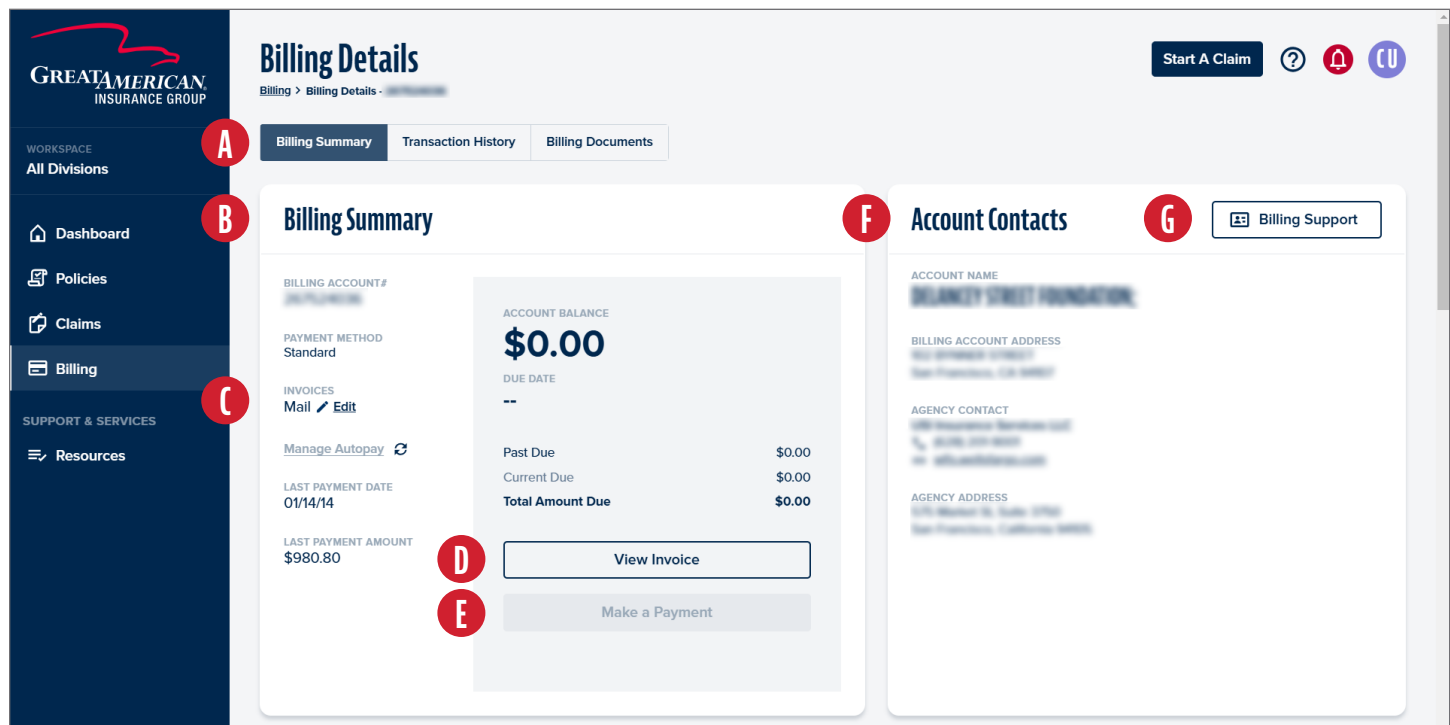 GREATAMERICAN®
INSURANCE GROUP
WORKSPACE
All Divisions
Dashboard
Policies
Claims
Billing
SUPPORT & SERVICES
Resources
Billing Details
Billing > Billing Details -
Start A Claim
?
CU
A
Billing Summary
Transaction History
Billing Documents
B
Billing Summary
BILLING ACCOUNT#
PAYMENT METHOD
Standard
C
INVOICES
Mail Edit
Manage Autopay
LAST PAYMENT DATE
01/14/14
LAST PAYMENT AMOUNT
$980.80
ACCOUNT BALANCE
$0.00
DUE DATE
--
Past Due $0.00
Current Due $0.00
Total Amount Due $0.00
D
View Invoice
E
Make a Payment
F
Account Contacts
G
Billing Support
ACCOUNT NAME
BILLING ACCOUNT ADDRESS
AGENCY CONTACT
AGENCY ADDRESS